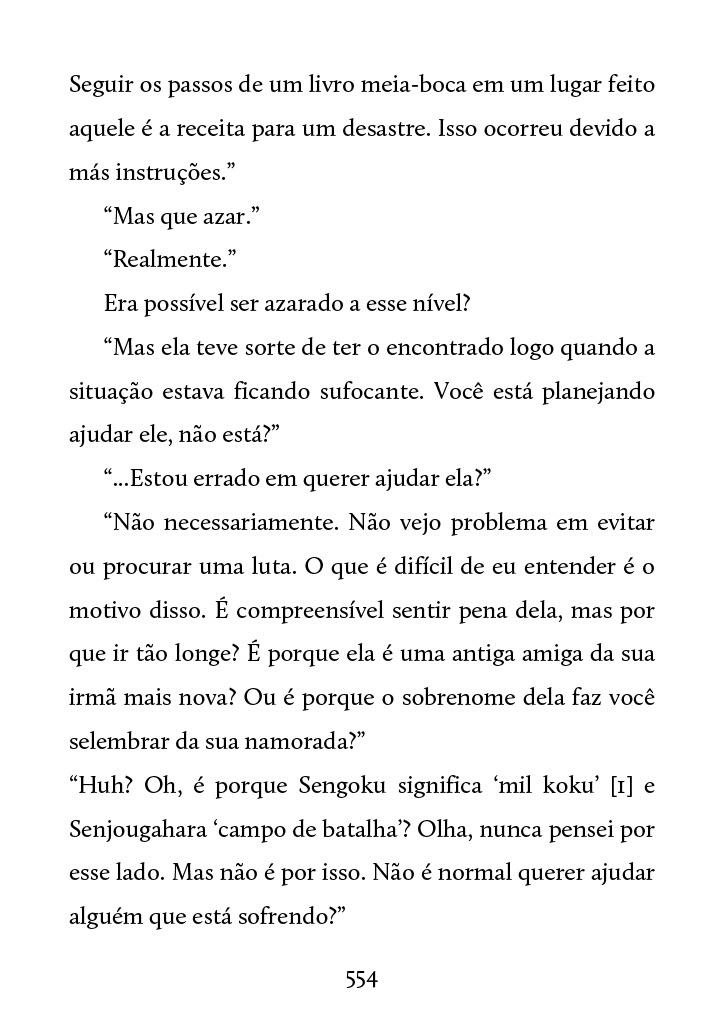 Seguir os passos de um livro meia-boca em um lugar feito
aquele é a receita para um desastre. Isso ocorreu devido a
más instruções.”
“Mas que azar.”
“Realmente.”
Era possível ser azarado a esse nível?
“Mas ela teve sorte de ter o encontrado logo quando a
situação estava ficando sufocante. Você está planejando
ajudar ele, não está?”
“...Estou errado em querer ajudar ela?”
“Não necessariamente. Não vejo problema em evitar
ou procurar uma luta. O que é difícil de eu entender é o
motivo disso. É compreensível sentir pena dela, mas por
que ir tão longe? É porque ela é uma antiga amiga da sua
irmã mais nova? Ou é porque o sobrenome dela faz você
selembrar da sua namorada?”
“Huh? Oh, é porque Sengoku significa ‘mil koku’ [1] e
Senjougahara ‘campo de batalha’? Olha, nunca pensei por
esse lado. Mas não é por isso. Não é normal querer ajudar
alguém que está sofrendo?”
554